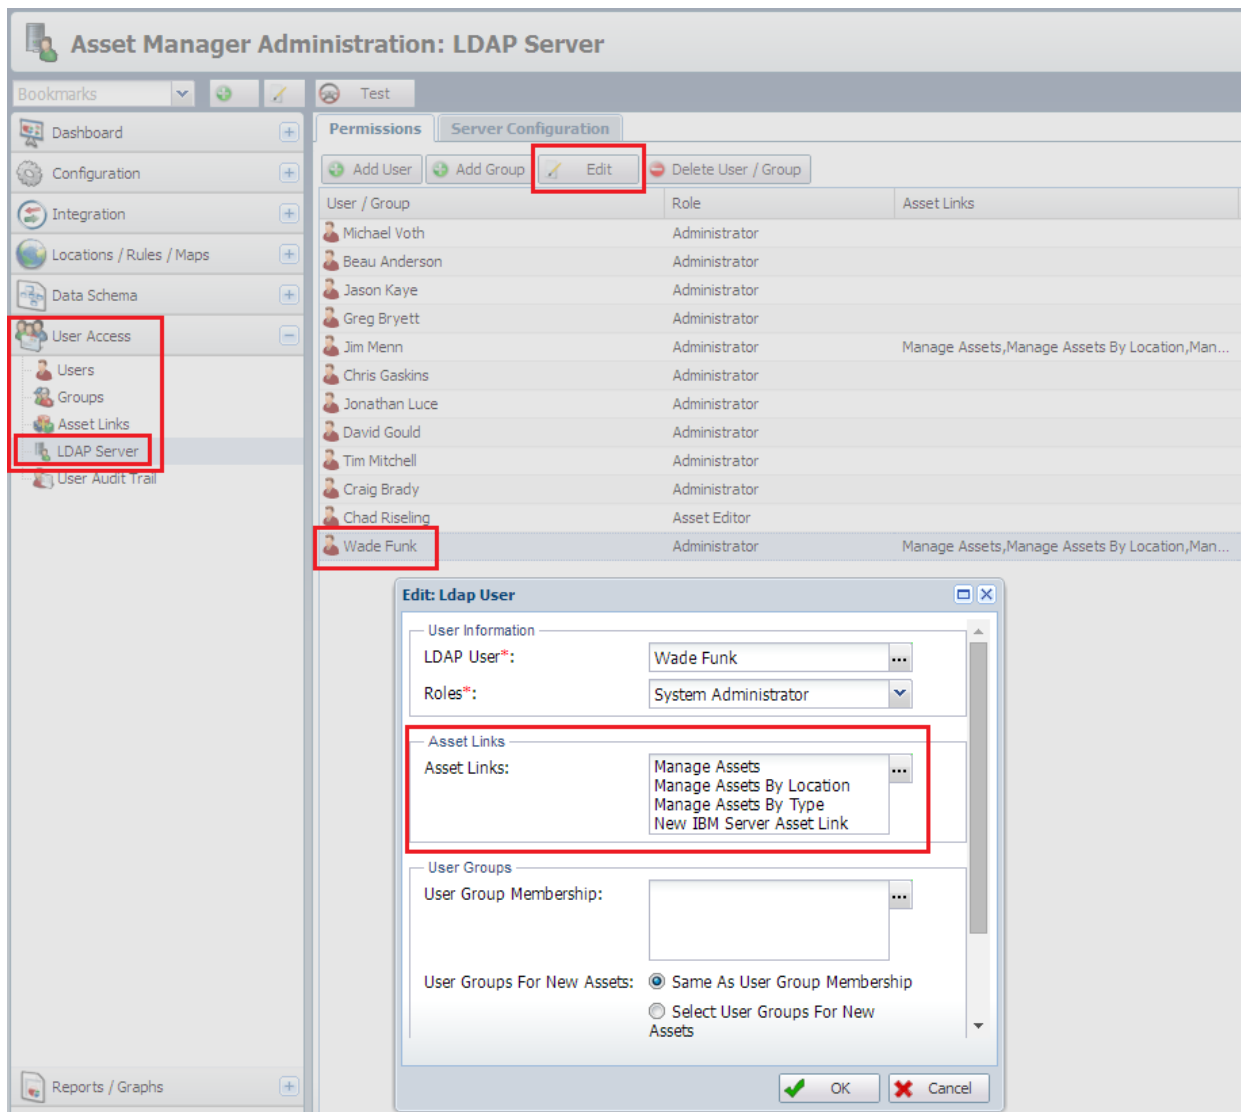 Asset Manager Administration: LDAP Server
Bookmarks
Test
Dashboard
Configuration
Integration
Locations / Rules / Maps
Data Schema
User Access
Users
Groups
Asset Links
LDAP Server
User Audit Trail
Reports / Graphs
Permissions Server Configuration
Add User Add Group Edit Delete User / Group
User / Group Role Asset Links
Michael Voth Administrator
Beau Anderson Administrator
Jason Kaye Administrator
Greg Bryett Administrator
Jim Menn Administrator Manage Assets,Manage Assets By Location,Man...
Chris Gaskins Administrator
Jonathan Luce Administrator
David Gould Administrator
Tim Mitchell Administrator
Craig Brady Administrator
Chad Riseling Asset Editor
Wade Funk Administrator Manage Assets,Manage Assets By Location,Man...
Edit: Ldap User
User Information
LDAP User*: Wade Funk ...
Roles*: System Administrator
Asset Links
Asset Links: Manage Assets ...
Manage Assets By Location
Manage Assets By Type
New IBM Server Asset Link
User Groups
User Group Membership: ...
User Groups For New Assets: Same As User Group Membership
Select User Groups For New
Assets
OK Cancel